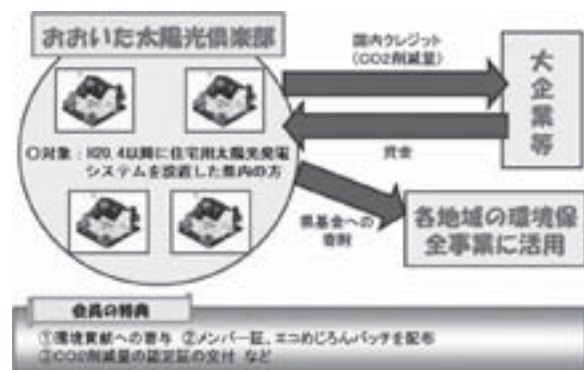 おおいた太陽光倶楽部
国内クレジット
(CO2削減量)
大企業等
資金
○対象：H20.4以降に住宅用太陽光発電
システムを設置した県内の方
県基金への
寄附
各地域の環境保
全事業に活用
会員の特典
①環境貢献への寄与 ②メンバー証、エコめじろんバッチを配布
③CO2削減量の認定証の交付 など